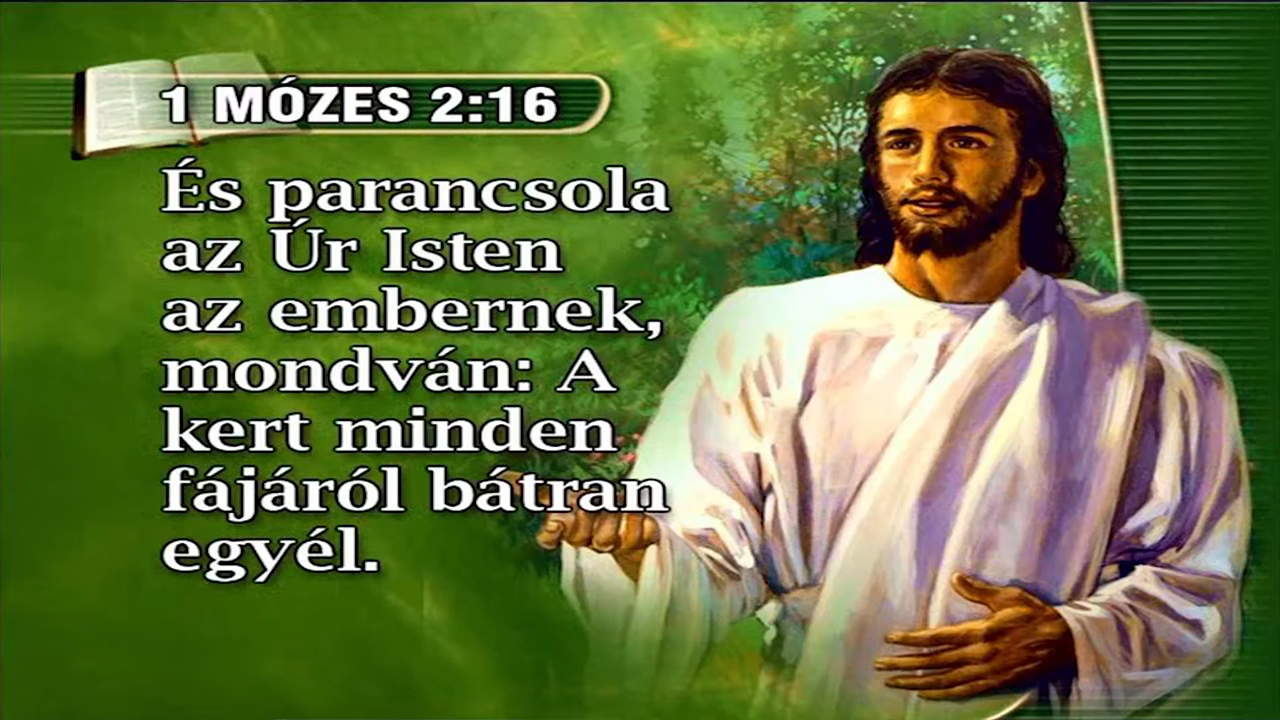 1 MÓZES 2:16
És parancsola
az Úr Isten
az embernek,
mondván: A
kert minden
fájáról bátran
egyél.